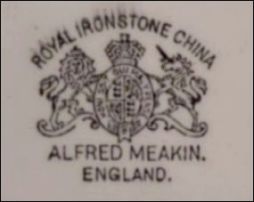 ROYAL IRONSTONE CHINA
ALFRED MEAKIN.
ENGLAND.